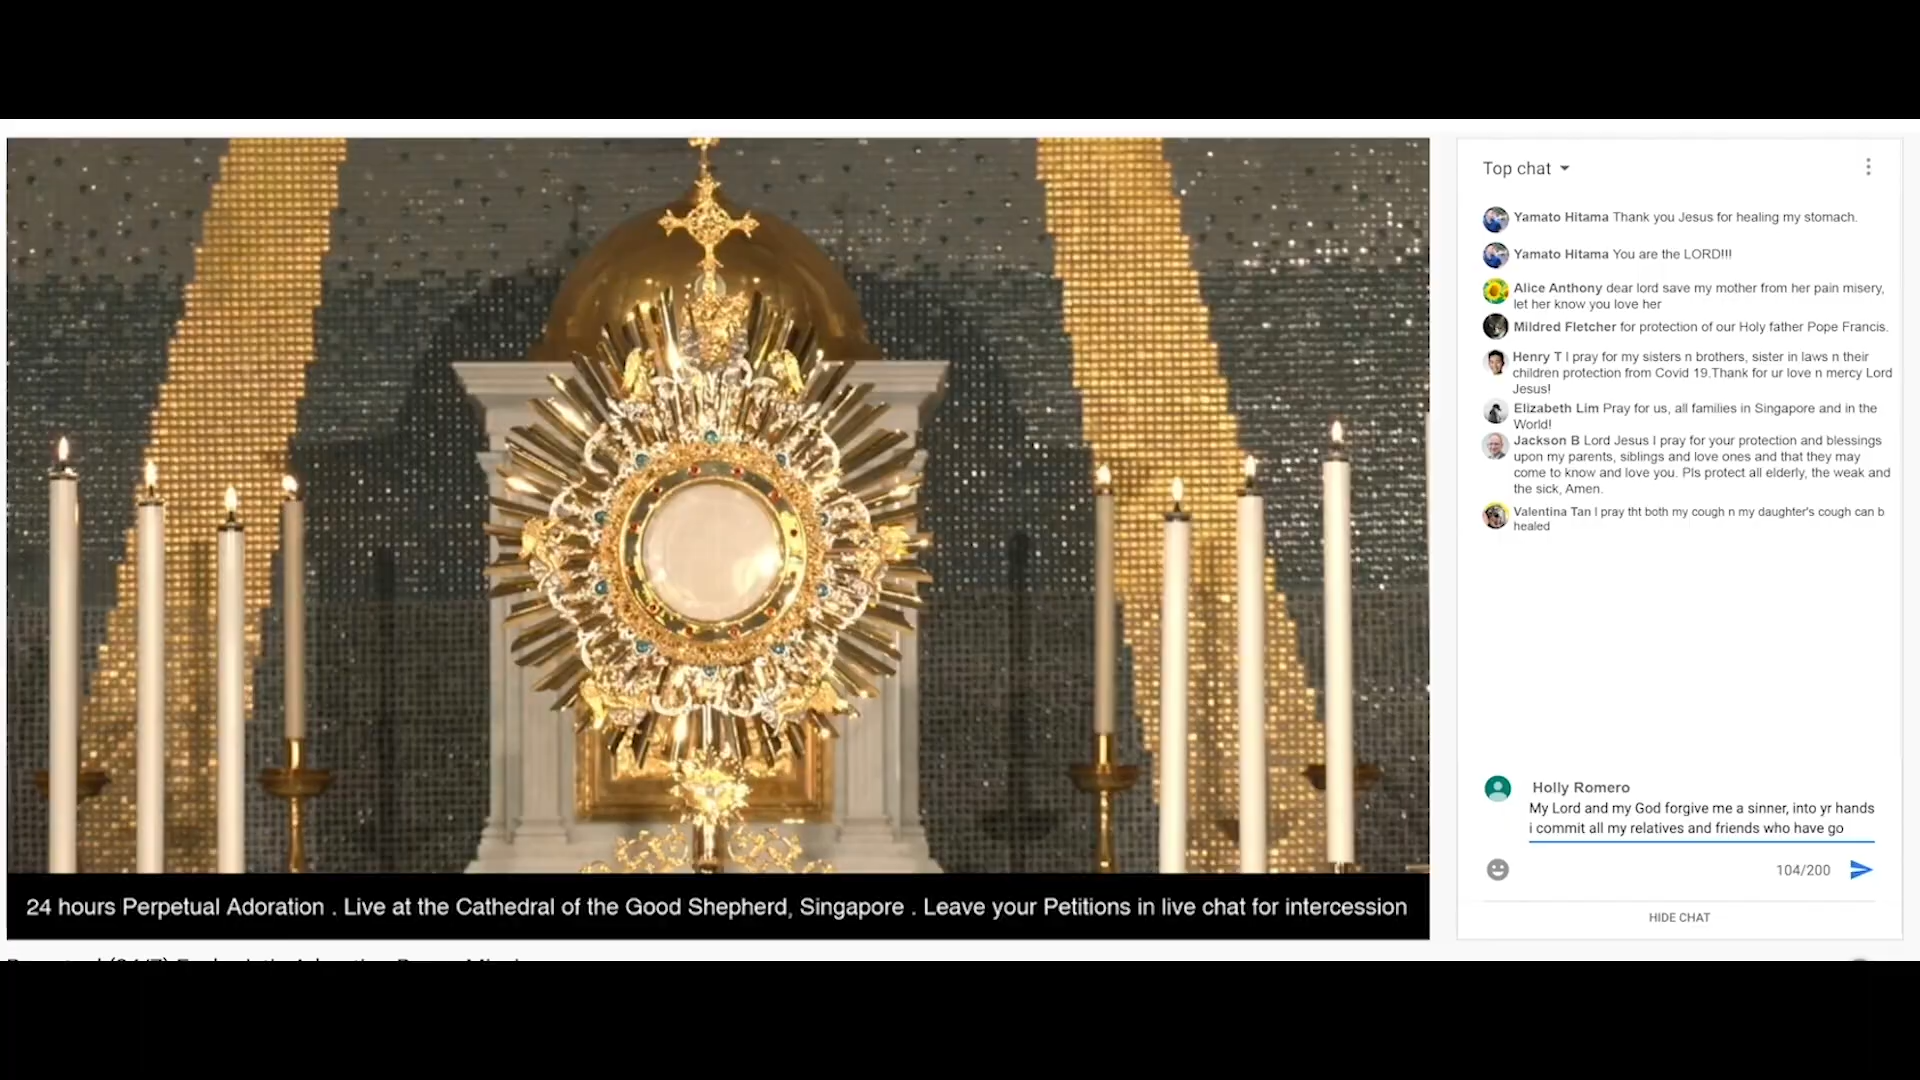 Top chat
Yamato Hitama Thank you Jesus for healing my stomach.
Yamato Hitama You are the LORD!!!
Alice Anthony dear lord save my mother from her pain misery,
let her know you love her
Mildred Fletcher for protection of our Holy father Pope Francis.
Henry T I pray for my sisters n brothers, sister in laws n their
children protection from Covid 19.Thank for ur love n mercy Lord
Jesus!
Elizabeth Lim Pray for us, all families in Singapore and in the
World!
Jackson B Lord Jesus I pray for your protection and blessings
upon my parents, siblings and love ones and that they may
come to know and love you. Pls protect all elderly, the weak and
the sick, Amen.
Valentina Tan I pray tht both my cough n my daughter's cough can b
healed
Holly Romero
My Lord and my God forgive me a sinner, into yr hands
i commit all my relatives and friends who have go
104/200
HIDE CHAT
24 hours Perpetual Adoration . Live at the Cathedral of the Good Shepherd, Singapore . Leave your Petitions in live chat for intercession